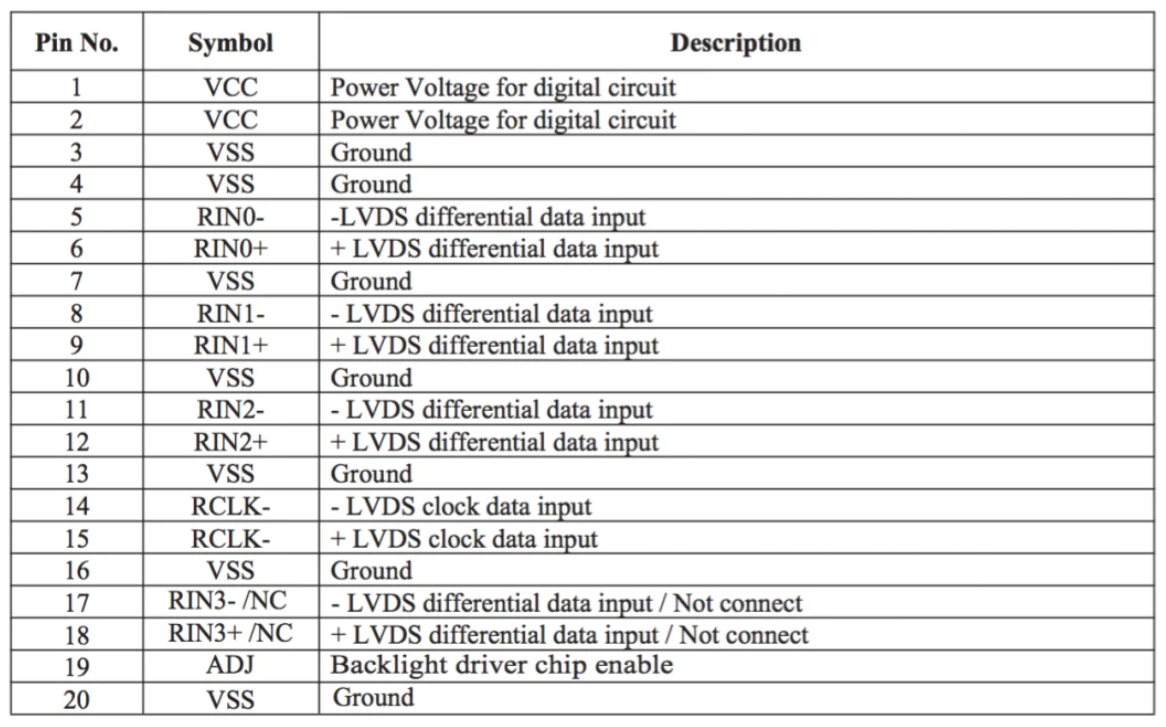 Pin No. Symbol Description
1 VCC Power Voltage for digital circuit
2 VCC Power Voltage for digital circuit
3 VSS Ground
4 VSS Ground
5 RIN0- -LVDS differential data input
6 RIN0+ + LVDS differential data input
7 VSS Ground
8 RIN1- - LVDS differential data input
9 RIN1+ + LVDS differential data input
10 VSS Ground
11 RIN2- - LVDS differential data input
12 RIN2+ + LVDS differential data input
13 VSS Ground
14 RCLK- - LVDS clock data input
15 RCLK- + LVDS clock data input
16 VSS Ground
17 RIN3- /NC - LVDS differential data input / Not connect
18 RIN3+ /NC + LVDS differential data input / Not connect
19 ADJ Backlight driver chip enable
20 VSS Ground